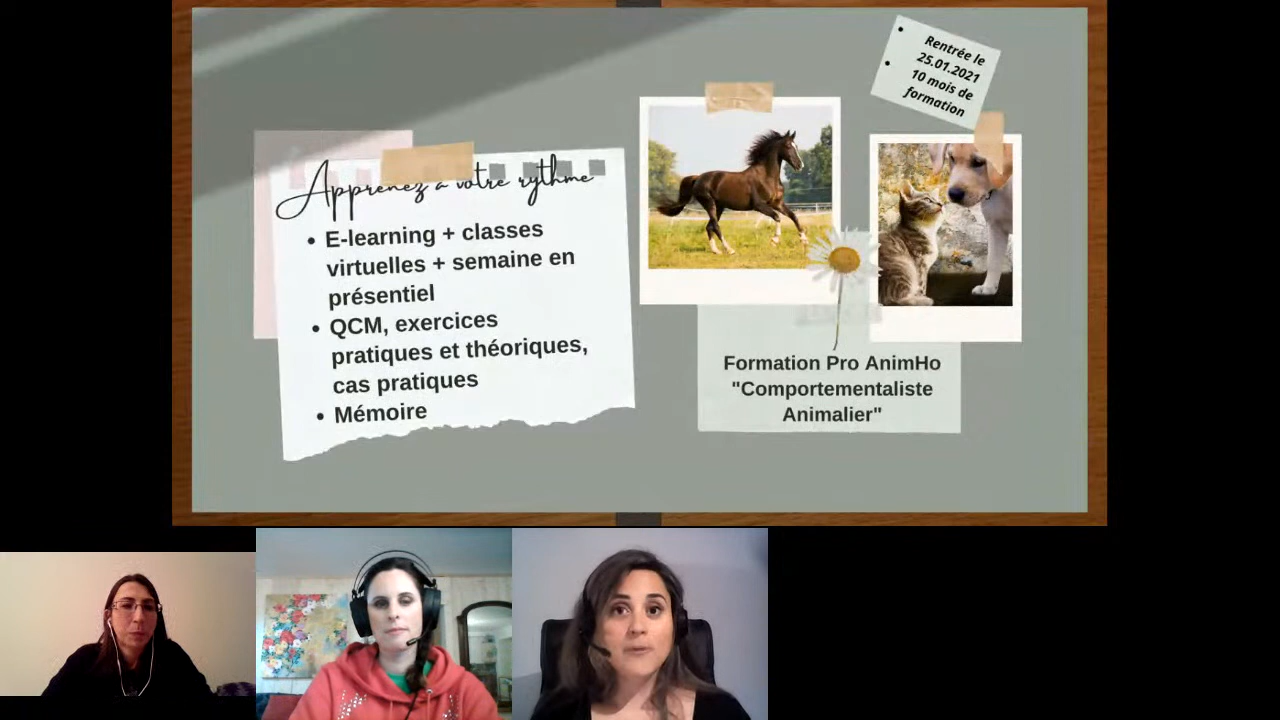 Apprenez à votre rythme
E-learning + classes
virtuelles + semaine en
présentiel
QCM, exercices
pratiques et théoriques,
cas pratiques
Mémoire
Rentrée le
25.01.2021
10 mois de
formation
Formation Pro AnimHo
"Comportementaliste
Animalier"